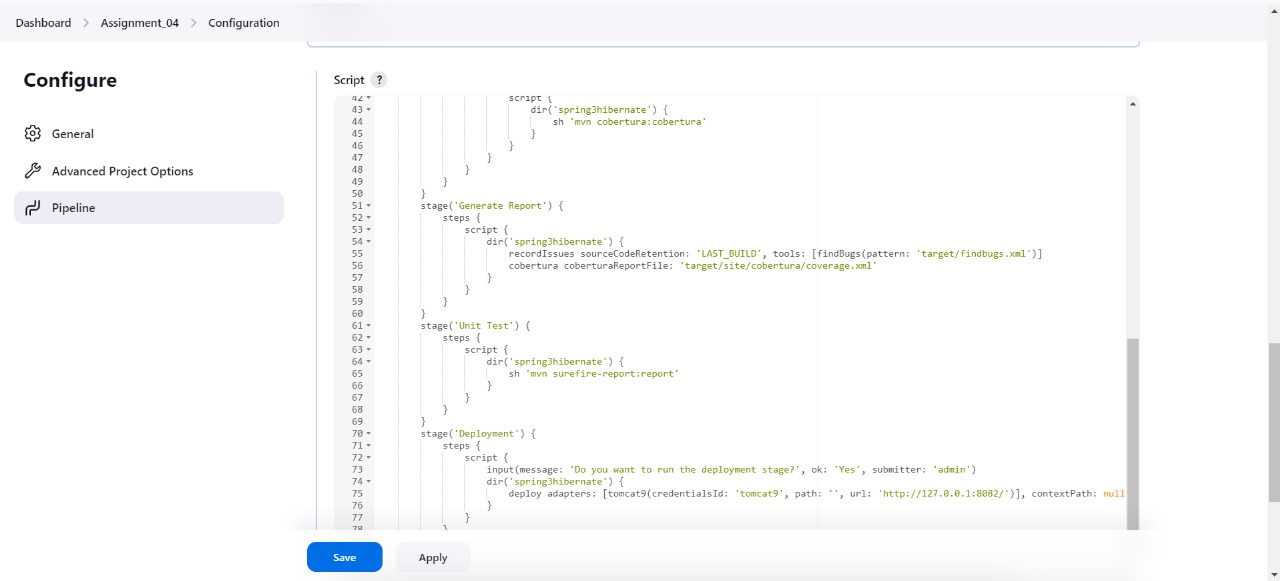 Dashboard > Assignment_04 > Configuration
Configure
General
Advanced Project Options
Pipeline
Script ?
42 script {
43 dir('spring3hibernate') {
44 sh 'mvn cobertura:cobertura'
45 }
46 }
47 }
48 }
49 }
50 }
51 stage('Generate Report') {
52 steps {
53 script {
54 dir('spring3hibernate') {
55 recordIssues sourceCodeRetention: 'LAST_BUILD', tools: [findBugs(pattern: 'target/findbugs.xml')]
56 cobertura coberturaReportFile: 'target/site/cobertura/coverage.xml'
57 }
58 }
59 }
60 }
61 stage('Unit Test') {
62 steps {
63 script {
64 dir('spring3hibernate') {
65 sh 'mvn surefire-report:report'
66 }
67 }
68 }
69 }
70 stage('Deployment') {
71 steps {
72 script {
73 input(message: 'Do you want to run the deployment stage?', ok: 'Yes', submitter: 'admin')
74 dir('spring3hibernate') {
75 deploy adapters: [tomcat9(credentialsId: 'tomcat9', path: '', url: 'http://127.0.0.1:8082/')], contextPath: null
76 }
77 }
78 }
Save
Apply